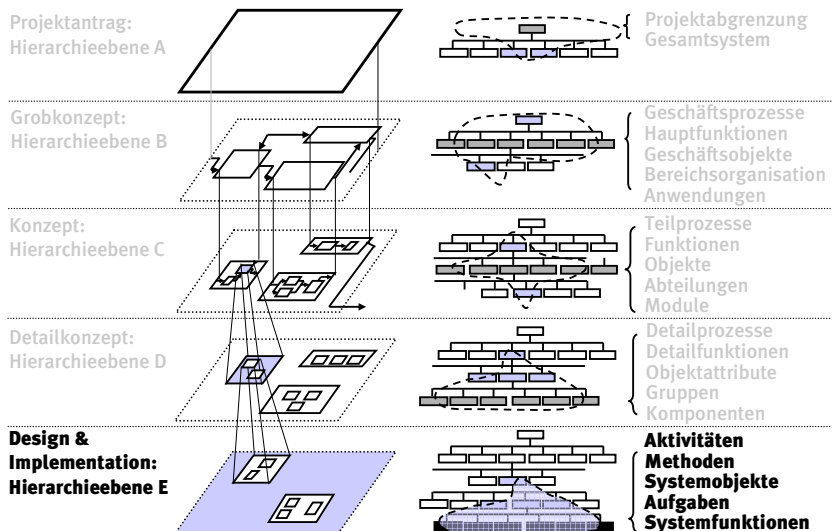 Projektantrag:
Hierarchieebene A
Projektabgrenzung
Gesamtsystem
Grobkonzept:
Hierarchieebene B
Geschäftsprozesse
Hauptfunktionen
Geschäftsobjekte
Bereichsorganisation
Anwendungen
Konzept:
Hierarchieebene C
Teilprozesse
Funktionen
Objekte
Abteilungen
Module
Detailkonzept:
Hierarchieebene D
Detailprozesse
Detailfunktionen
Objektattribute
Gruppen
Komponenten
Design &
Implementation:
Hierarchieebene E
Aktivitäten
Methoden
Systemobjekte
Aufgaben
Systemfunktionen